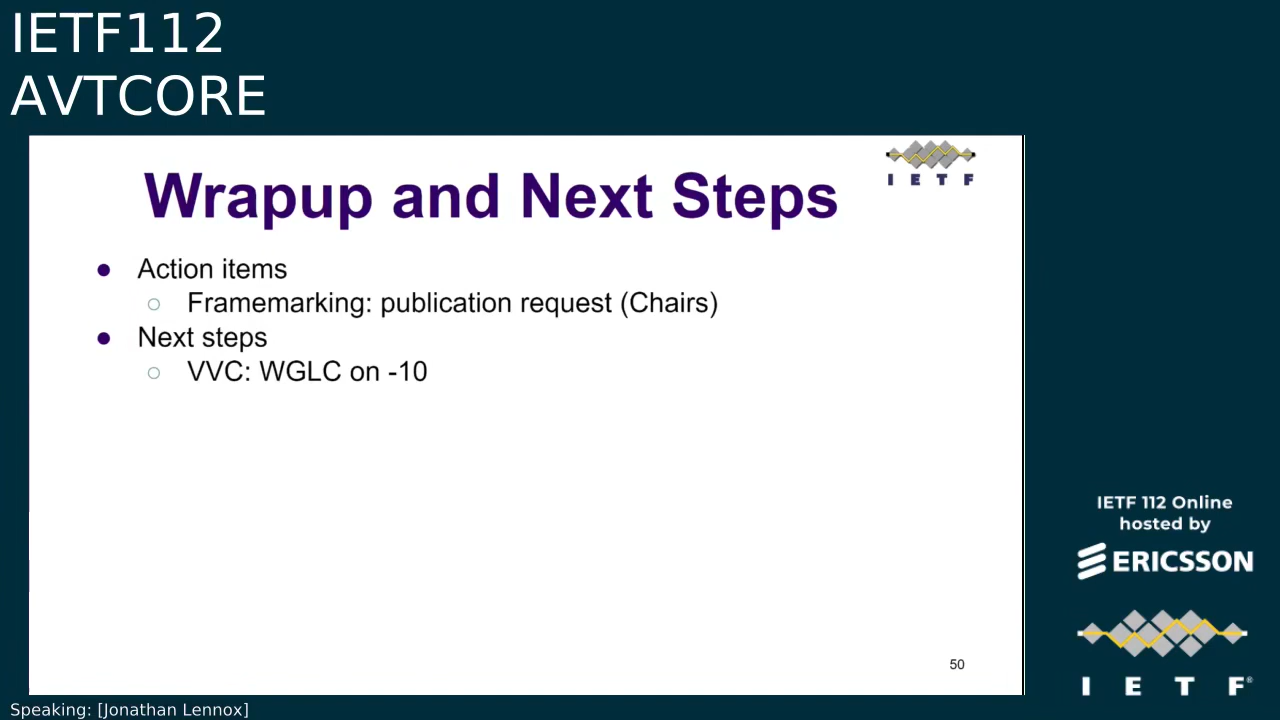 IETF112
AVTCORE
I E T F
Wrapup and Next Steps
● Action items
○ Framemarking: publication request (Chairs)
● Next steps
○ VVC: WGLC on -10
50
IETF 112 Online
hosted by
ERICSSON
I E T F®
Speaking: [Jonathan Lennox]